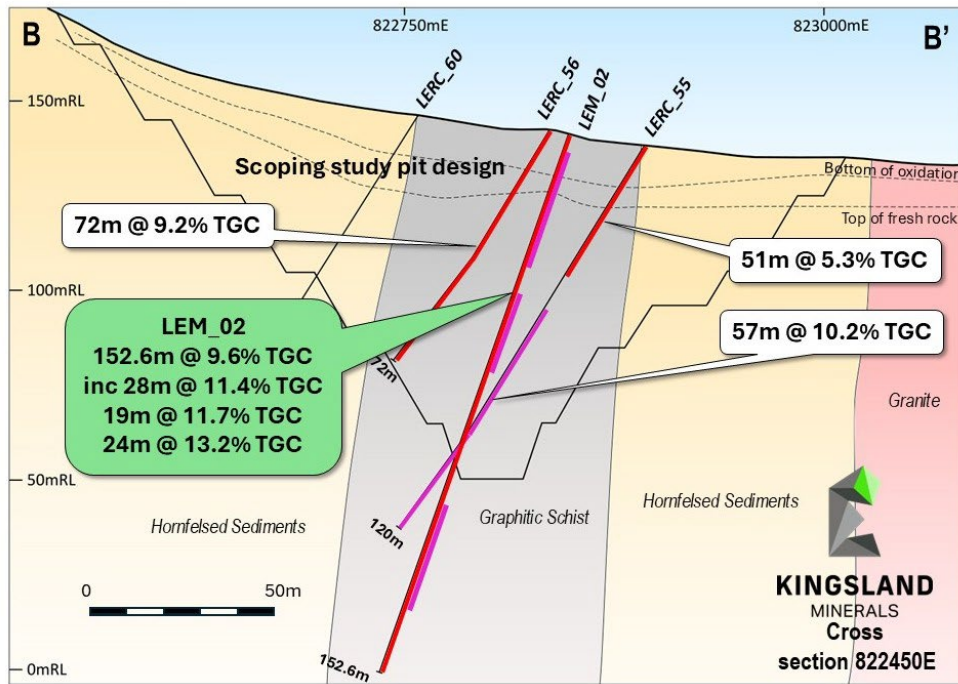 B
822750mE
823000mE
B'
LERC_60
LERC_56
LEM_02
LERC_55
150mRL
Scoping study pit design
Bottom of oxidation
Top of fresh rock
72m @ 9.2% TGC
51m @ 5.3% TGC
100mRL
LEM_02
152.6m @ 9.6% TGC
inc 28m @ 11.4% TGC
19m @ 11.7% TGC
24m @ 13.2% TGC
57m @ 10.2% TGC
72m
Granite
50mRL
Hornfelsed Sediments
120m
Graphitic Schist
Hornfelsed Sediments
0
50m
KINGSLAND
MINERALS
Cross
section 822450E
0mRL
152.6m